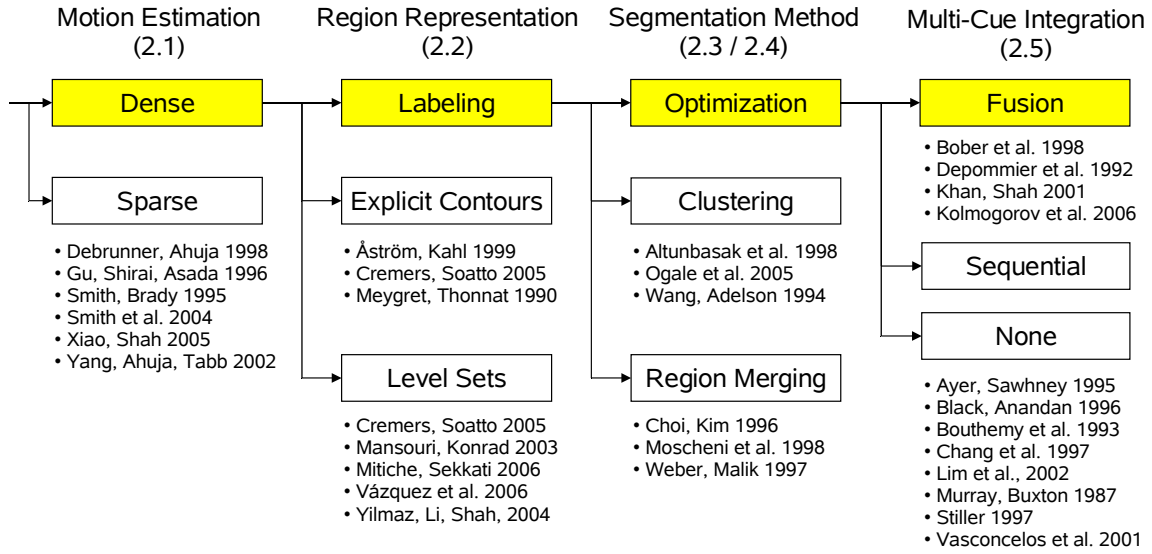 Motion Estimation
(2.1)
Dense
Sparse
• Debrunner, Ahuja 1998
• Gu, Shirai, Asada 1996
• Smith, Brady 1995
• Smith et al. 2004
• Xiao, Shah 2005
• Yang, Ahuja, Tabb 2002
Region Representation
(2.2)
Labeling
Explicit Contours
• Åström, Kahl 1999
• Cremers, Soatto 2005
• Meygret, Thonnat 1990
Level Sets
• Cremers, Soatto 2005
• Mansouri, Konrad 2003
• Mitiche, Sekkati 2006
• Vázquez et al. 2006
• Yilmaz, Li, Shah, 2004
Segmentation Method
(2.3 / 2.4)
Optimization
Clustering
• Altunbasak et al. 1998
• Ogale et al. 2005
• Wang, Adelson 1994
Region Merging
• Choi, Kim 1996
• Moscheni et al. 1998
• Weber, Malik 1997
Multi-Cue Integration
(2.5)
Fusion
• Bober et al. 1998
• Depommier et al. 1992
• Khan, Shah 2001
• Kolmogorov et al. 2006
Sequential
None
• Ayer, Sawhney 1995
• Black, Anandan 1996
• Bouthemy et al. 1993
• Chang et al. 1997
• Lim et al., 2002
• Murray, Buxton 1987
• Stiller 1997
• Vasconcelos et al. 2001